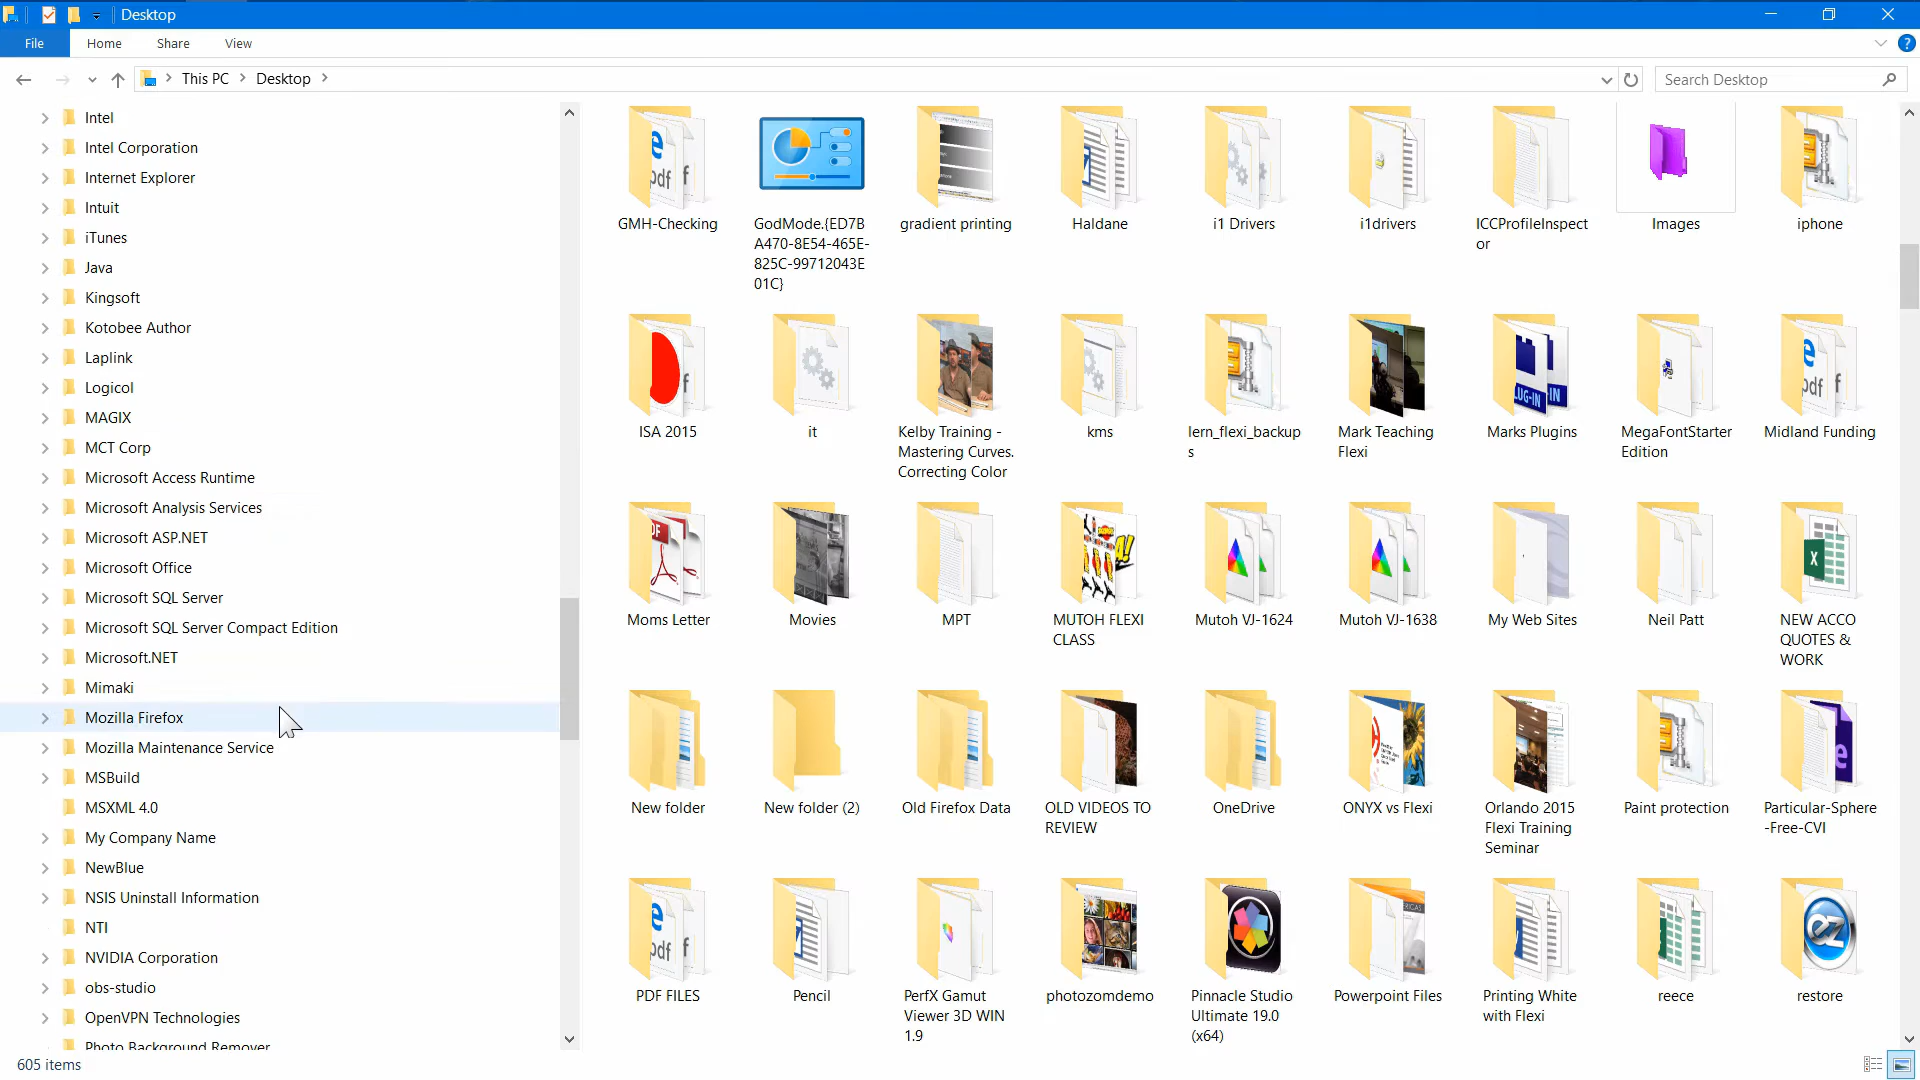 Desktop
File
Home
Share
View
This PC
Desktop
Search Desktop
Intel
Intel Corporation
Internet Explorer
Intuit
iTunes
Java
Kingsoft
Kotobee Author
Laplink
Logicol
MAGIX
MCT Corp
Microsoft Access Runtime
Microsoft Analysis Services
Microsoft ASP.NET
Microsoft Office
Microsoft SQL Server
Microsoft SQL Server Compact Edition
Microsoft.NET
Mimaki
Mozilla Firefox
Mozilla Maintenance Service
MSBuild
MSXML 4.0
My Company Name
NewBlue
NSIS Uninstall Information
NTI
NVIDIA Corporation
obs-studio
OpenVPN Technologies
Photo Background Remover
GMH-Checking
GodMode.{ED7B
A470-8E54-465E-
825C-99712043E
01C}
gradient printing
Haldane
i1 Drivers
i1drivers
ICCProfileInspect
or
Images
iphone
ISA 2015
it
Kelby Training -
Mastering Curves.
Correcting Color
kms
lern_flexi_backup
s
Mark Teaching
Flexi
Marks Plugins
MegaFontStarter
Edition
Midland Funding
Moms Letter
Movies
MPT
MUTOH FLEXI
CLASS
Mutoh VJ-1624
Mutoh VJ-1638
My Web Sites
Neil Patt
NEW ACCO
QUOTES &
WORK
New folder
New folder (2)
Old Firefox Data
OLD VIDEOS TO
REVIEW
OneDrive
ONYX vs Flexi
Orlando 2015
Flexi Training
Seminar
Paint protection
Particular-Sphere
-Free-CVI
PDF FILES
Pencil
PerfX Gamut
Viewer 3D WIN
1.9
photozomdemo
Pinnacle Studio
Ultimate 19.0
(x64)
Powerpoint Files
Printing White
with Flexi
reece
restore
605 items